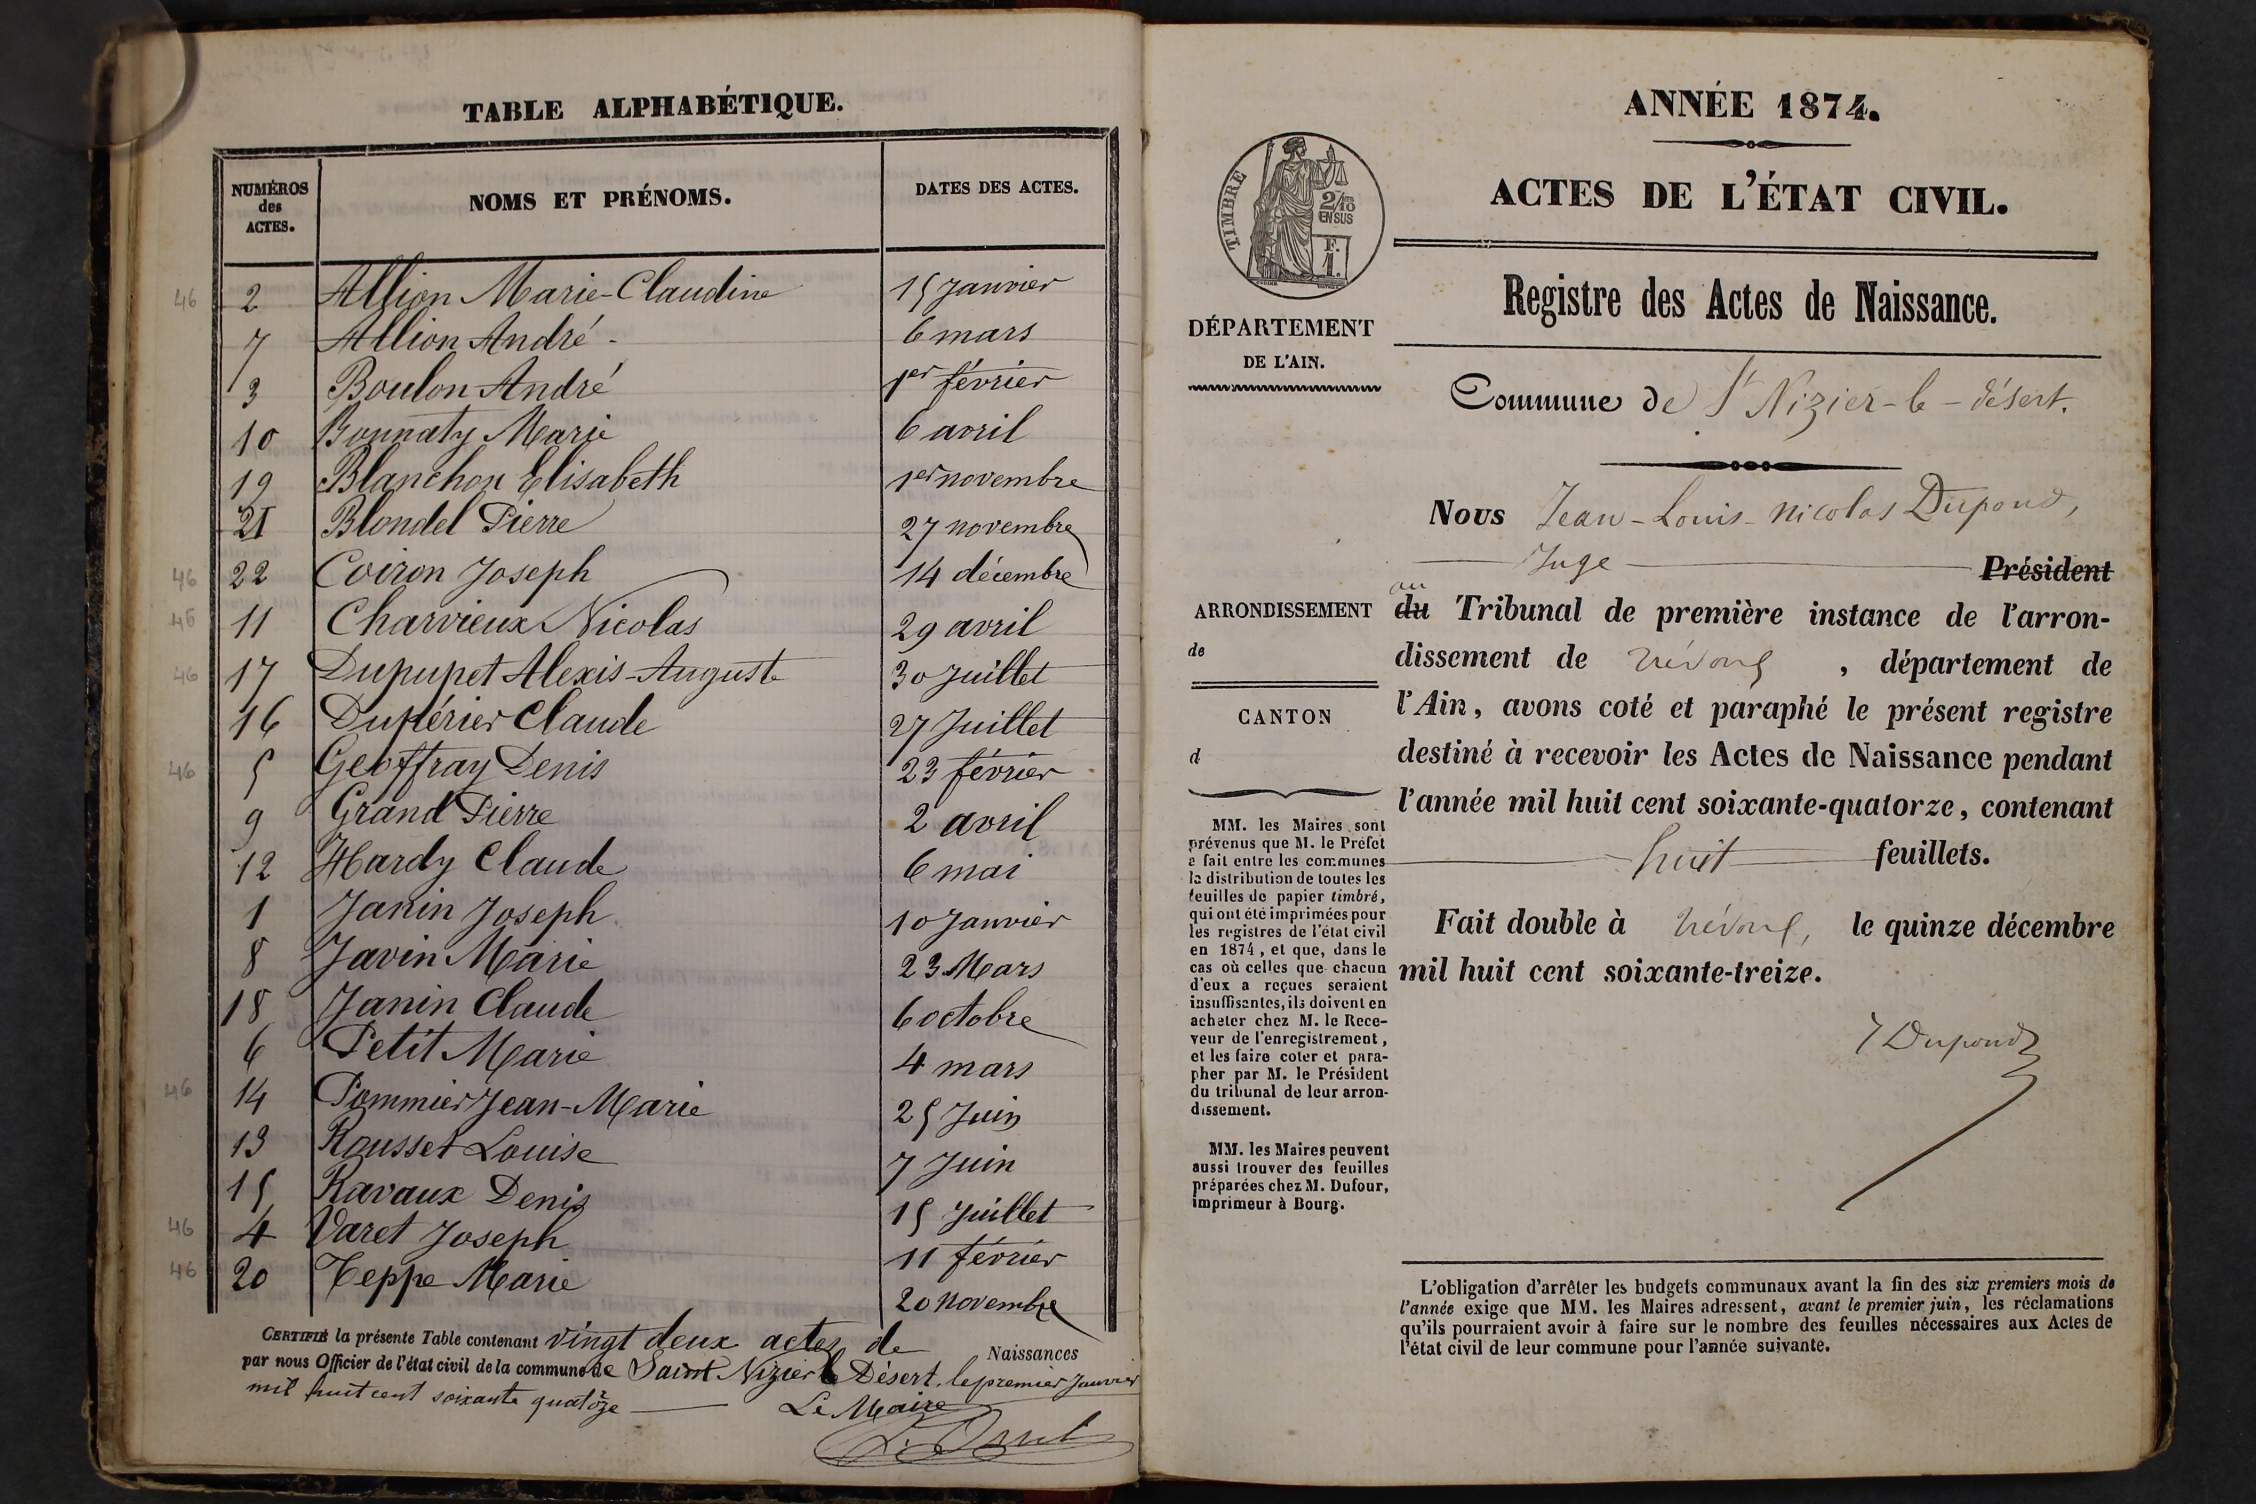 TABLE ALPHABÉTIQUE.
NUMÉROS des ACTES. NOMS ET PRÉNOMS. DATES DES ACTES.
46 2 Allion Marie-Claudine 15 Janvier
7 Allion André 6 mars
3 Boulon André 1er février
10 Bonnaty Marie 6 avril
19 Blanchon Elisabeth 1er novembre
21 Blondel Pierre 27 novembre
46 22 Coiron Joseph 14 décembre
46 11 Charvieux Nicolas 29 avril
46 17 Dupupet Alexis-Auguste 30 Juillet
16 Dupérier Claude 27 Juillet
46 5 Geoffray Denis 23 février
9 Grand Pierre 2 avril
12 Hardy Claude 6 mai
1 Janin Joseph 10 Janvier
8 Javin Marie 23 Mars
18 Janin Claude 6 octobre
6 Petit Marie 4 mars
46 14 Pommier Jean-Marie 25 Juin
13 Rousset Louise 7 Juin
15 Ravaux Denis 15 Juillet
46 4 Varet Joseph 11 février
46 20 Teppe Marie 20 novembre
CERTIFIÉ la présente Table contenant vingt deux actes de Naissances
par nous Officier de l'état civil de la commune de Saint Nizier le Désert, le premier Janvier
mil huit cent soixante quatorze
Le Maire
ANNÉE 1874.
ACTES DE L'ÉTAT CIVIL.
TIMBRE
2/10 EN SUS
F. 1.
Registre des Actes de Naissance.
DÉPARTEMENT
DE L'AIN.
Commune de St Nizier-le-désert.
Nous Jean-Louis-Nicolas Dupond,
Juge Président
au
du Tribunal de première instance de l'arron-
dissement de Trévoux, département de
l'Ain, avons coté et paraphé le présent registre
destiné à recevoir les Actes de Naissance pendant
l'année mil huit cent soixante-quatorze, contenant
huit feuillets.
Fait double à Trévoux, le quinze décembre
mil huit cent soixante-treize.
J Dupond
ARRONDISSEMENT
de
CANTON
d
MM. les Maires sont
prévenus que M. le Préfet
a fait entre les communes
la distribution de toutes les
feuilles de papier timbré,
qui ont été imprimées pour
les registres de l'état civil
en 1874, et que, dans le
cas où celles que chacun
d'eux a reçues seraient
insuffisantes, ils doivent en
acheter chez M. le Rece-
veur de l'enregistrement,
et les faire coter et para-
pher par M. le Président
du tribunal de leur arron-
dissement.
MM. les Maires peuvent
aussi trouver des feuilles
préparées chez M. Dufour,
imprimeur à Bourg.
L'obligation d'arrêter les budgets communaux avant la fin des six premiers mois de
l'année exige que MM. les Maires adressent, avant le premier juin, les réclamations
qu'ils pourraient avoir à faire sur le nombre des feuilles nécessaires aux Actes de
l'état civil de leur commune pour l'année suivante.